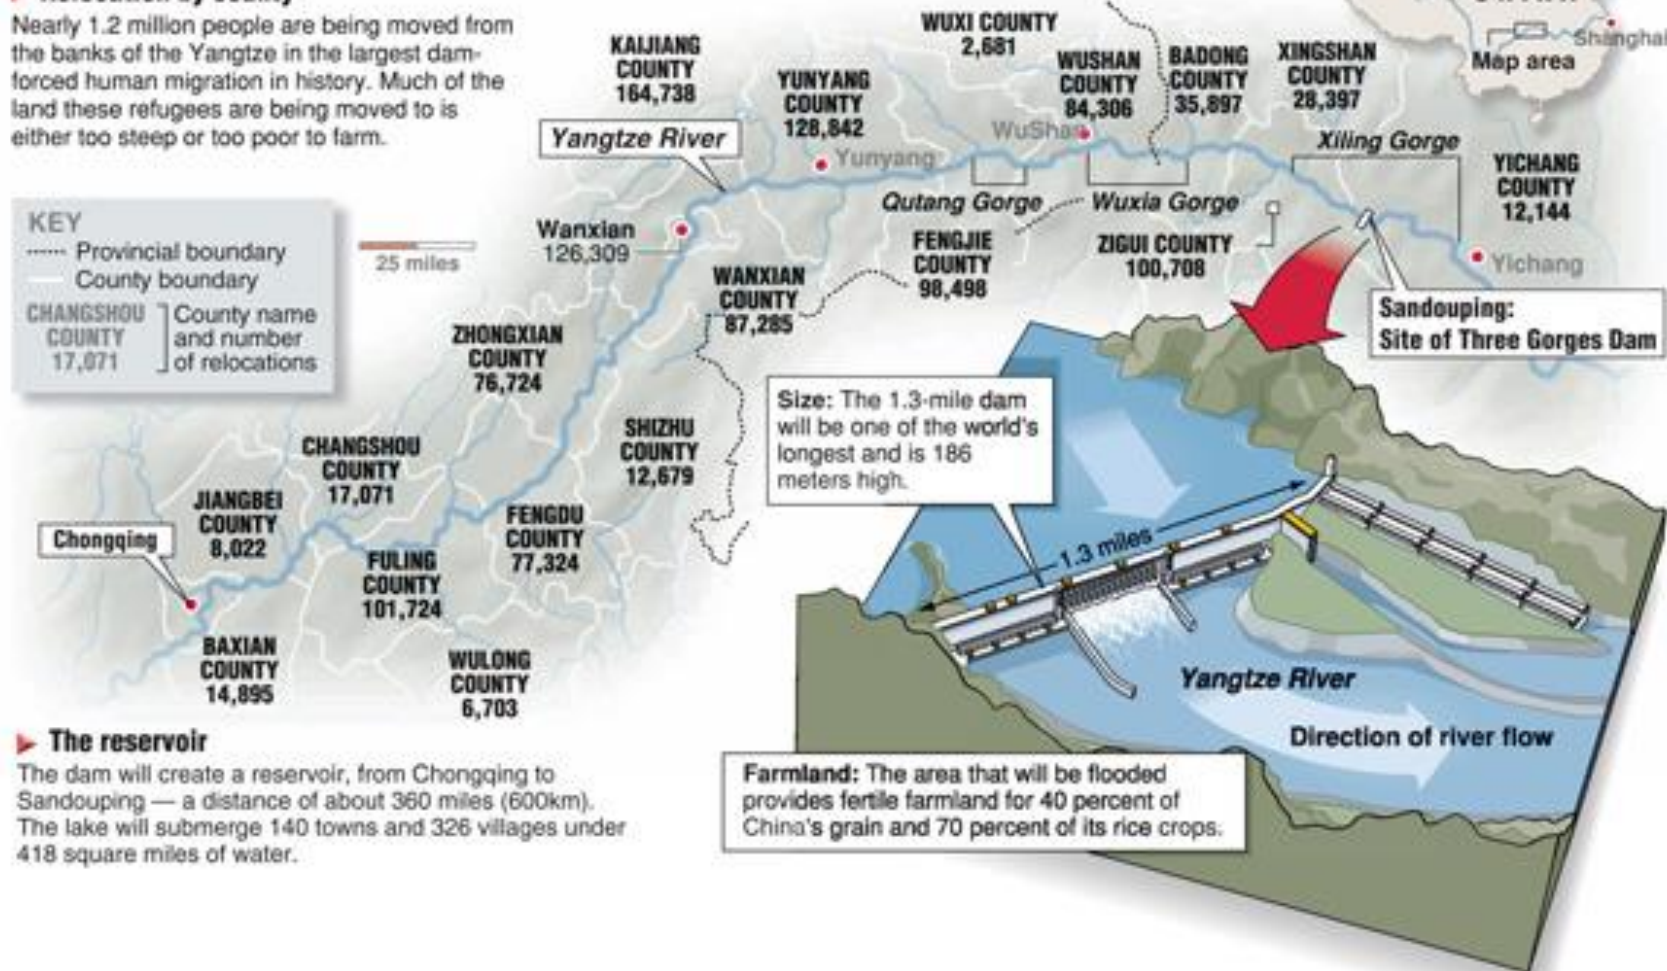 Relocation by county
Nearly 1.2 million people are being moved from
the banks of the Yangtze in the largest dam-
forced human migration in history. Much of the
land these refugees are being moved to is
either too steep or too poor to farm.
KEY
Provincial boundary
County boundary
CHANGSHOU
COUNTY
17,071
County name
and number
of relocations
25 miles
KAIJIANG
COUNTY
164,738
Yangtze River
YUNYANG
COUNTY
128,842
Yunyang
WUXI COUNTY
2,681
WUSHAN
COUNTY
84,306
WuShan
BADONG
COUNTY
35,897
XINGSHAN
COUNTY
28,397
Map area
Shanghai
Xiling Gorge
YICHANG
COUNTY
12,144
Yichang
Qutang Gorge
Wuxia Gorge
Wanxian
126,309
WANXIAN
COUNTY
87,285
FENGJIE
COUNTY
98,498
ZIGUI COUNTY
100,708
Sandouping:
Site of Three Gorges Dam
ZHONGXIAN
COUNTY
76,724
SHIZHU
COUNTY
12,679
CHANGSHOU
COUNTY
17,071
JIANGBEI
COUNTY
8,022
Chongqing
FULING
COUNTY
101,724
FENGDU
COUNTY
77,324
BAXIAN
COUNTY
14,895
WULONG
COUNTY
6,703
Size: The 1.3-mile dam
will be one of the world's
longest and is 186
meters high.
1.3 miles
Yangtze River
Direction of river flow
The reservoir
The dam will create a reservoir, from Chongqing to
Sandouping — a distance of about 360 miles (600km).
The lake will submerge 140 towns and 326 villages under
418 square miles of water.
Farmland: The area that will be flooded
provides fertile farmland for 40 percent of
China's grain and 70 percent of its rice crops.